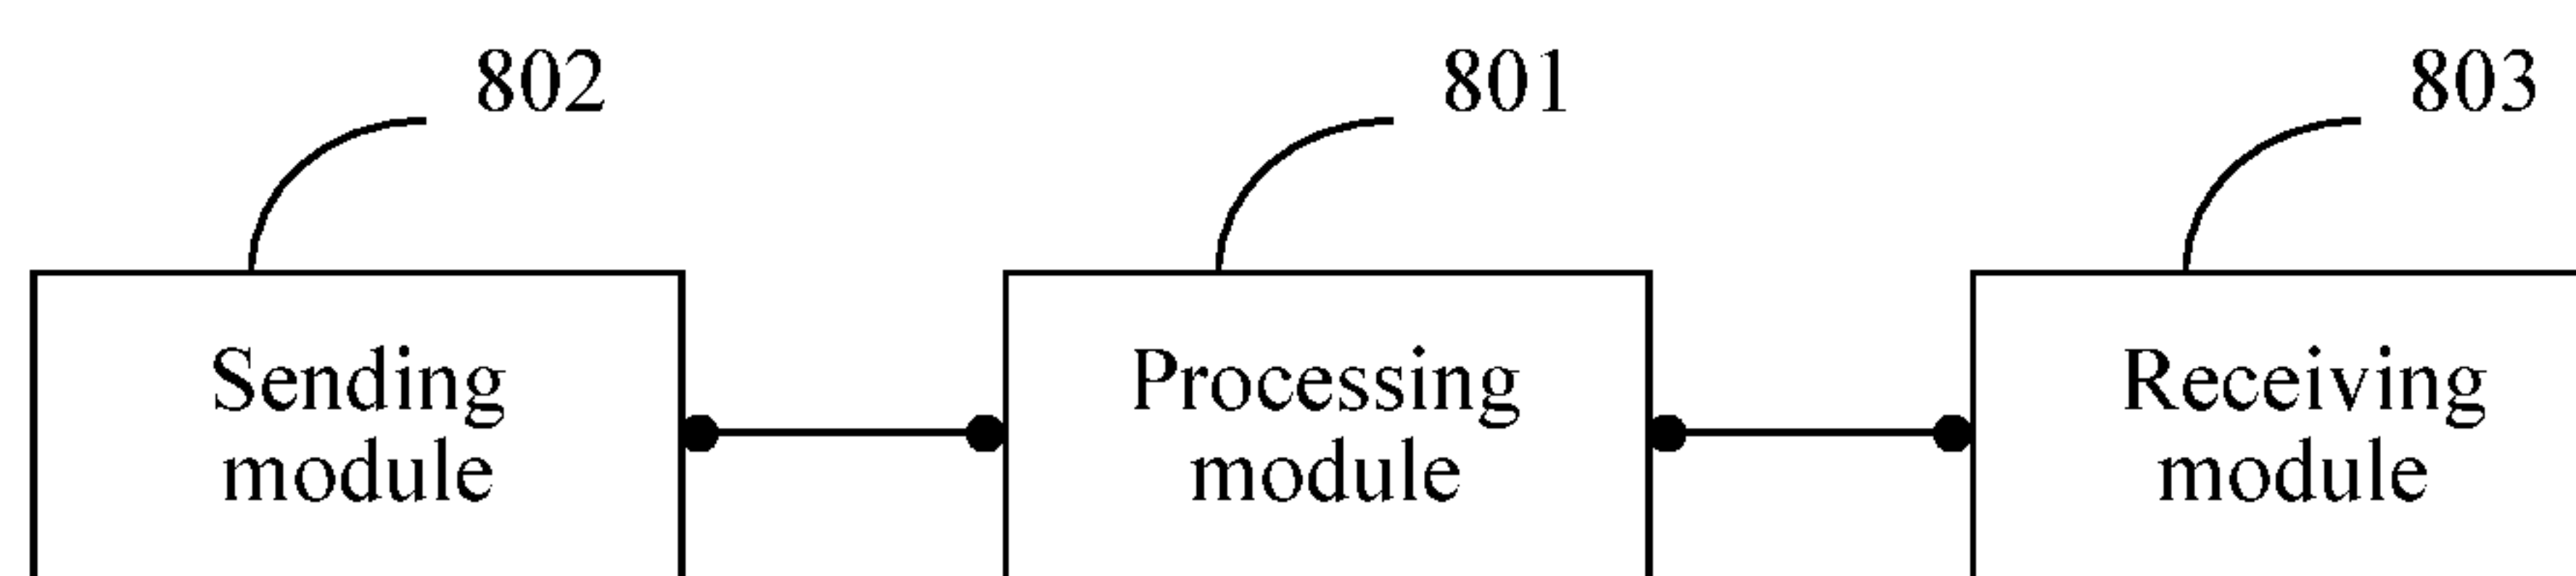 802
801
803
Sending
module
Processing
module
Receiving
module